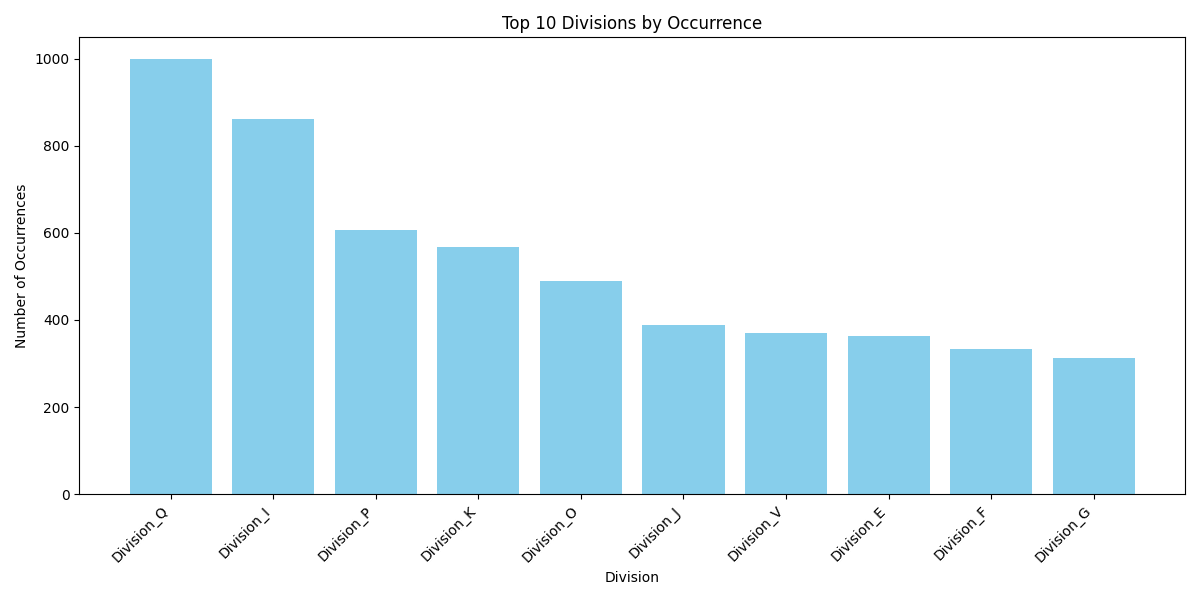 Top 10 Divisions by Occurrence
Number of Occurrences
1000
800
600
400
200
0
Division_Q
Division_I
Division_P
Division_K
Division_O
Division_J
Division_V
Division_E
Division_F
Division_G
Division